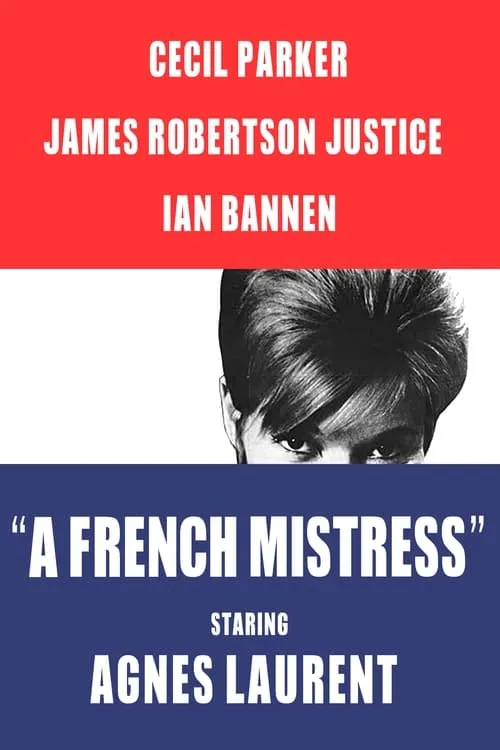 CECIL PARKER
JAMES ROBERTSON JUSTICE
IAN BANNEN
“A FRENCH MISTRESS”
STARING
AGNES LAURENT